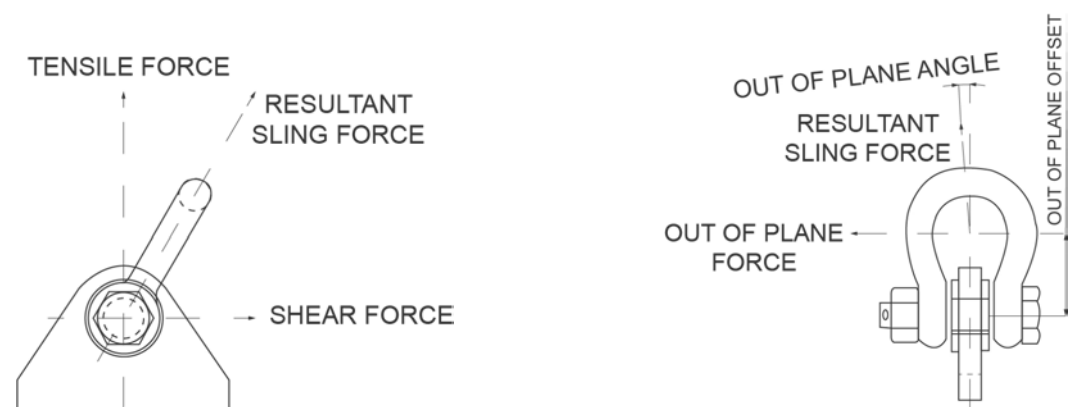 TENSILE FORCE
RESULTANT
SLING FORCE
SHEAR FORCE
OUT OF PLANE ANGLE
RESULTANT
SLING FORCE
OUT OF PLANE
FORCE
OUT OF PLANE OFFSET